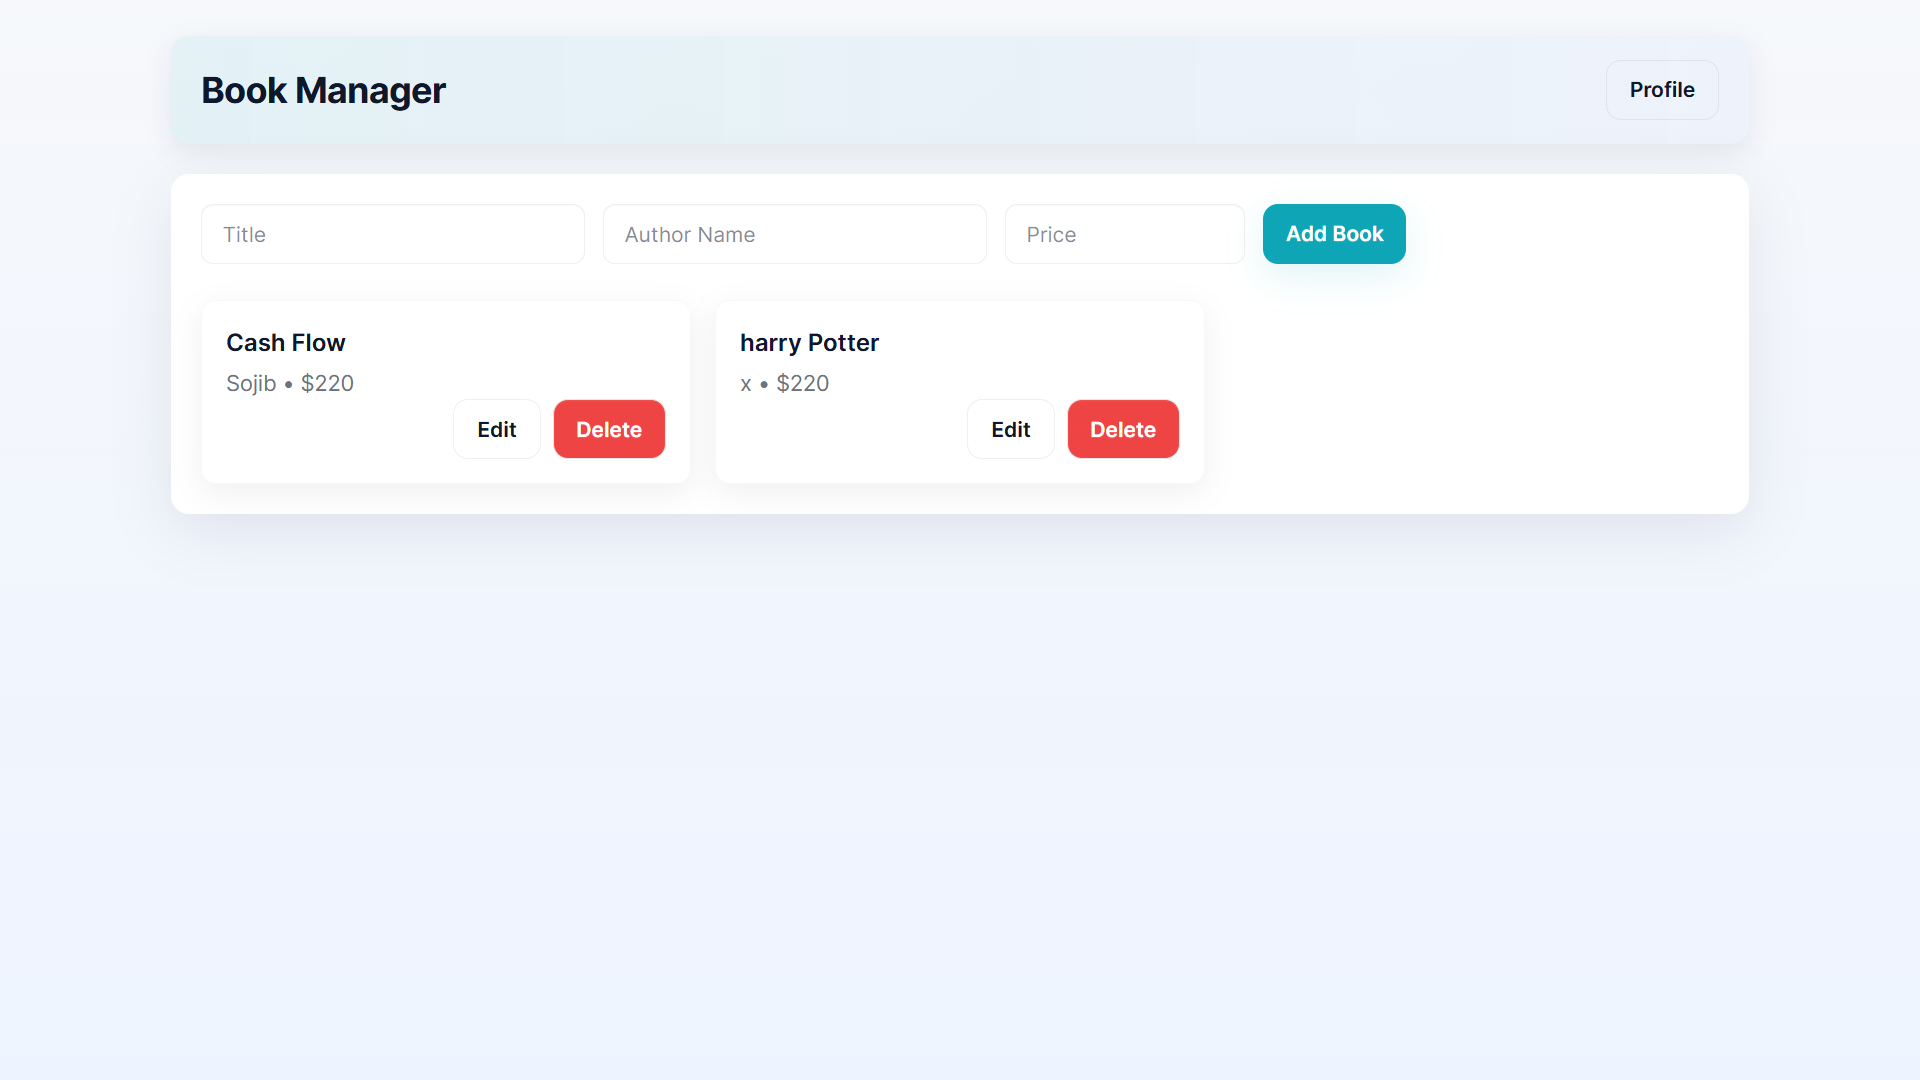 Book Manager
Profile
Title
Author Name
Price
Add Book
Cash Flow
Sojib • $220
Edit
Delete
harry Potter
x • $220
Edit
Delete